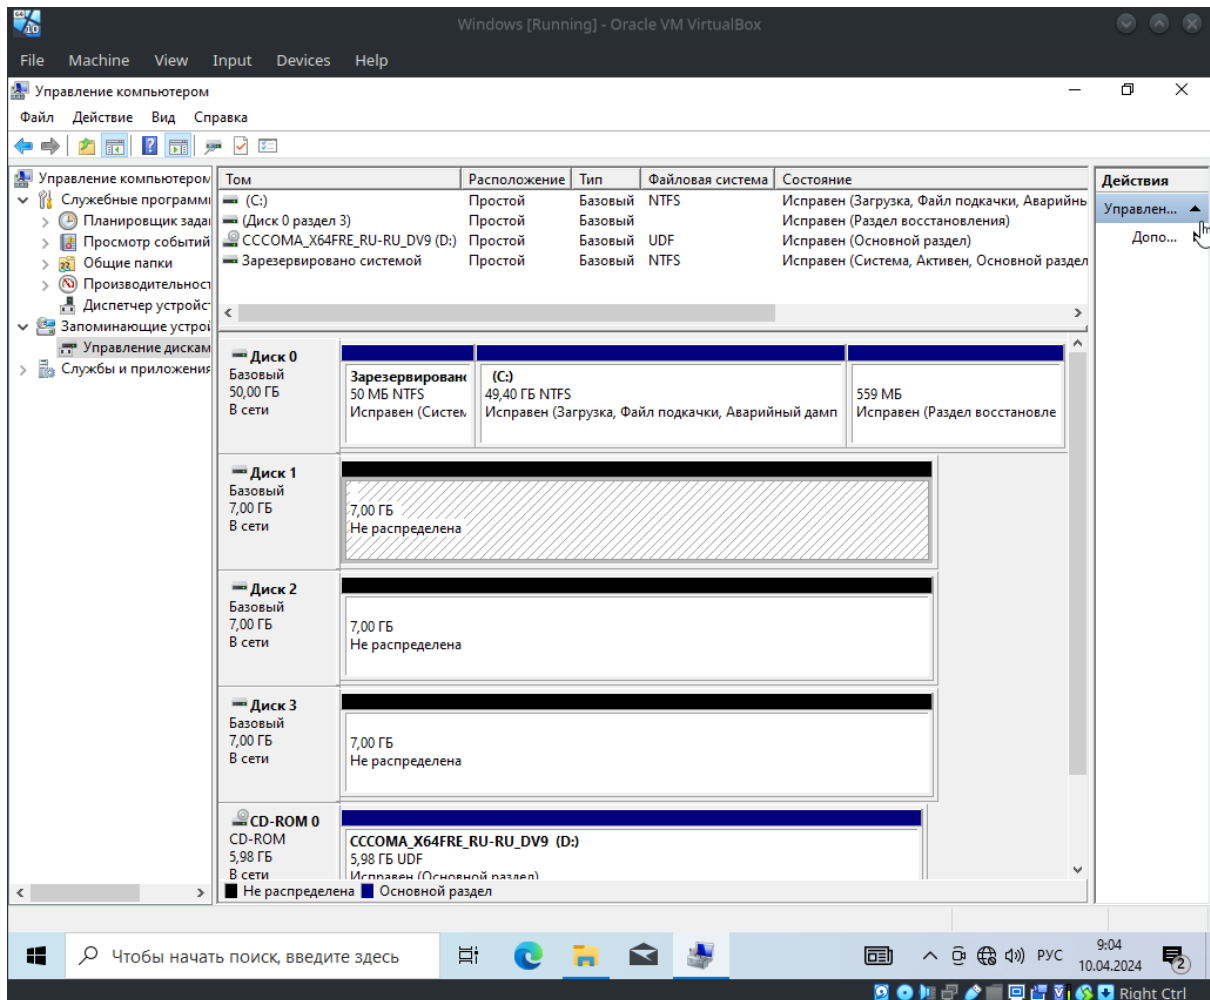 Windows [Running] - Oracle VM VirtualBox
File Machine View Input Devices Help
Управление компьютером
Файл Действие Вид Справка
Управление компьютером
Служебные программы
Планировщик зада
Просмотр событий
Общие папки
Производительност
Диспетчер устройс
Запоминающие устрой
Управление дискам
Службы и приложения
Том Расположение Тип Файловая система Состояние
(C:) Простой Базовый NTFS Исправен (Загрузка, Файл подкачки, Аварийнь
(Диск 0 раздел 3) Простой Базовый Исправен (Раздел восстановления)
CCCOMA_X64FRE_RU-RU_DV9 (D:) Простой Базовый UDF Исправен (Основной раздел)
Зарезервировано системой Простой Базовый NTFS Исправен (Система, Активен, Основной раздел
Диск 0
Базовый
50,00 ГБ
В сети
Зарезервировано
50 МБ NTFS
Исправен (Систем
(C:)
49,40 ГБ NTFS
Исправен (Загрузка, Файл подкачки, Аварийный дамп
559 МБ
Исправен (Раздел восстановле
Диск 1
Базовый
7,00 ГБ
В сети
7,00 ГБ
Не распределена
Диск 2
Базовый
7,00 ГБ
В сети
7,00 ГБ
Не распределена
Диск 3
Базовый
7,00 ГБ
В сети
7,00 ГБ
Не распределена
CD-ROM 0
CD-ROM
5,98 ГБ
В сети
CCCOMA_X64FRE_RU-RU_DV9 (D:)
5,98 ГБ UDF
Исправен (Основной раздел)
Не распределена Основной раздел
Действия
Управлен...
Допо...
Чтобы начать поиск, введите здесь
РУС
9:04
10.04.2024
2
Right Ctrl